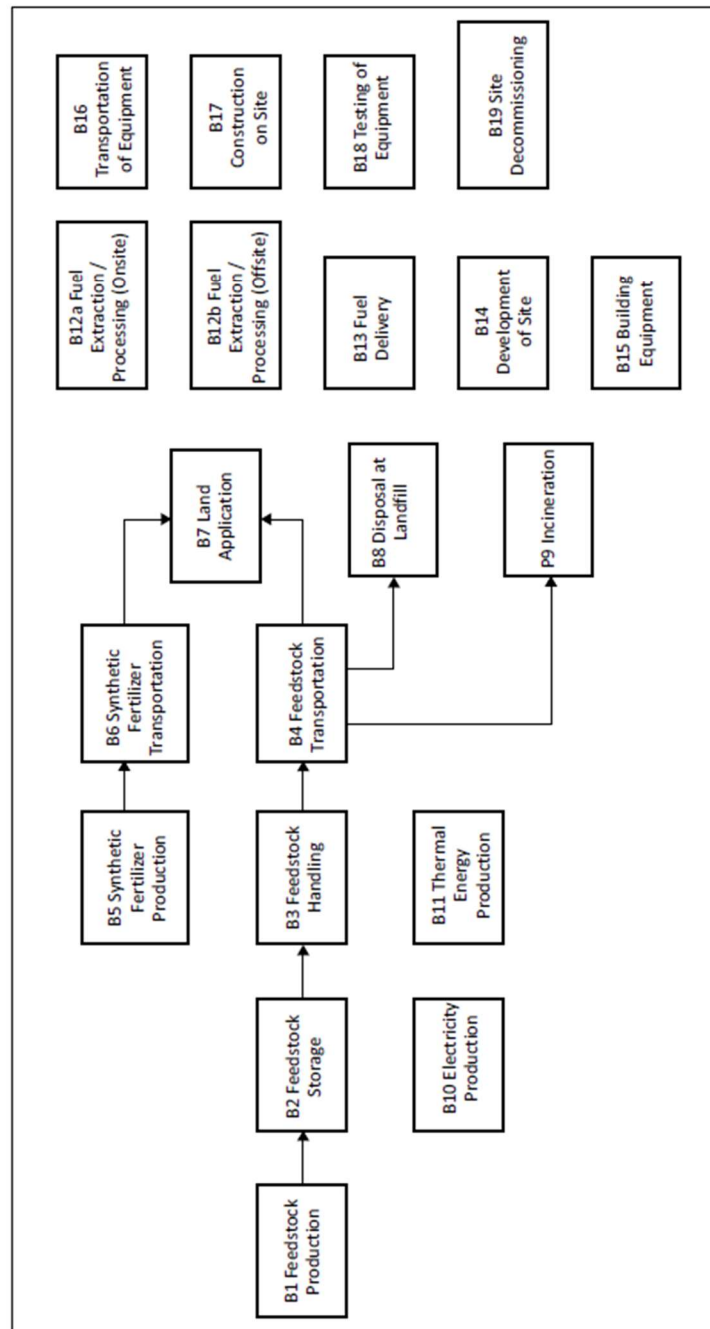 B16
Transportation
of Equipment
B17
Construction
on Site
B18 Testing of
Equipment
B19 Site
Decommissioning
B12a Fuel
Extraction /
Processing (Onsite)
B12b Fuel
Extraction /
Processing (Offsite)
B13 Fuel
Delivery
B14
Development
of Site
B15 Building
Equipment
B7 Land
Application
B8 Disposal at
Landfill
P9 Incineration
B6 Synthetic
Fertilizer
Transportation
B4 Feedstock
Transportation
B5 Synthetic
Fertilizer
Production
B3 Feedstock
Handling
B11 Thermal
Energy
Production
B2 Feedstock
Storage
B10 Electricity
Production
B1 Feedstock
Production